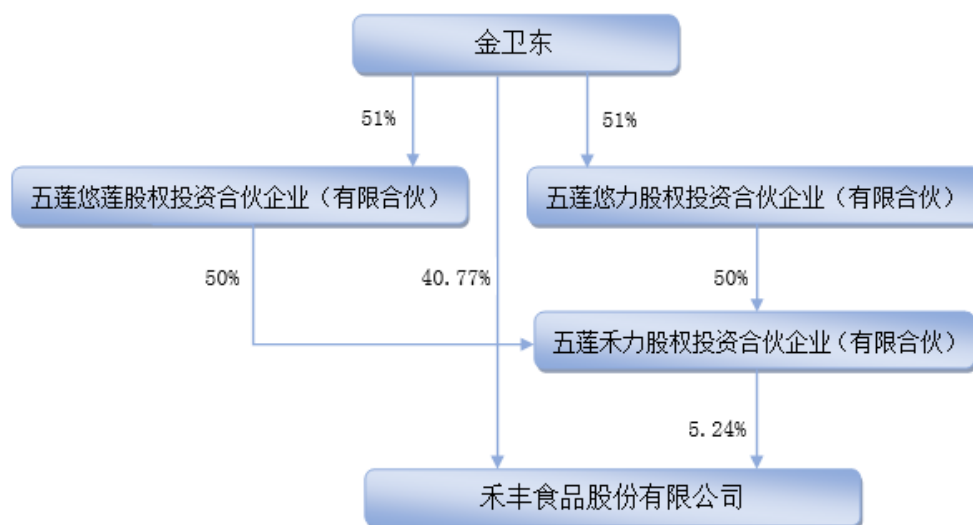 金卫东
51%
51%
五莲悠莲股权投资合伙企业（有限合伙）
五莲悠力股权投资合伙企业（有限合伙）
50%
40.77%
50%
五莲禾力股权投资合伙企业（有限合伙）
5.24%
禾丰食品股份有限公司